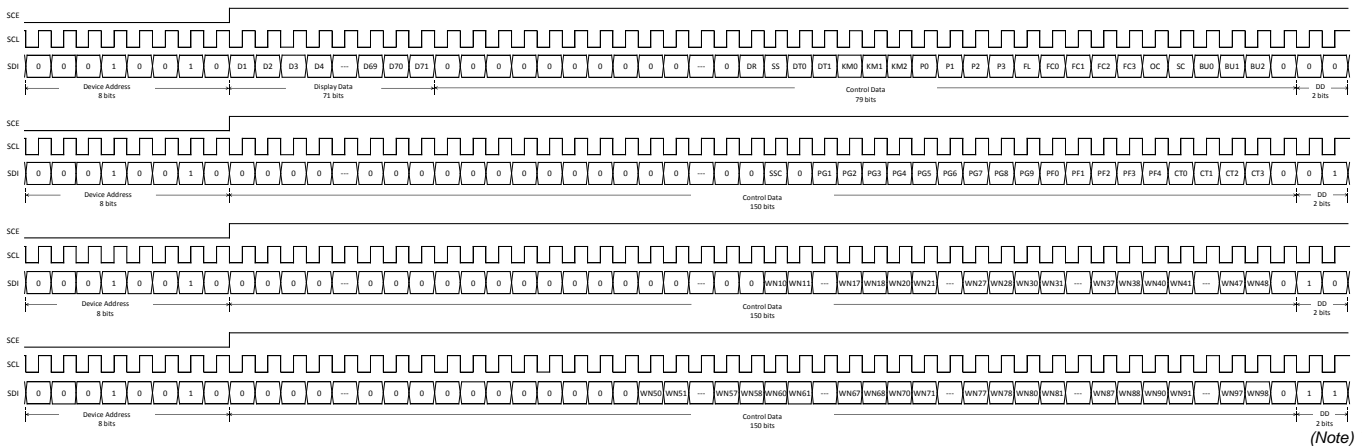 SCE
SCL
SDI 0 0 0 1 0 0 1 0 D1 D2 D3 D4 --- D69 D70 D71 0 0 0 0 0 0 0 0 0 0 --- 0 DR SS DT0 DT1 KM0 KM1 KM2 P0 P1 P2 P3 FL FC0 FC1 FC2 FC3 OC SC BU0 BU1 BU2 0 0 0
Device Address Display Data Control Data DD
8 bits 71 bits 79 bits 2 bits
SCE
SCL
SDI 0 0 0 1 0 0 1 0 0 0 0 0 --- 0 0 0 0 0 0 0 0 0 0 0 0 0 --- 0 0 SSC 0 PG1 PG2 PG3 PG4 PG5 PG6 PG7 PG8 PG9 PF0 PF1 PF2 PF3 PF4 CT0 CT1 CT2 CT3 0 0 1
Device Address Control Data DD
8 bits 150 bits 2 bits
SCE
SCL
SDI 0 0 0 1 0 0 1 0 0 0 0 0 --- 0 0 0 0 0 0 0 0 0 0 0 0 0 --- 0 0 WN10 WN11 --- WN17 WN18 WN20 WN21 --- WN27 WN28 WN30 WN31 --- WN37 WN38 WN40 WN41 --- WN47 WN48 0 1 0
Device Address Control Data DD
8 bits 150 bits 2 bits
SCE
SCL
SDI 0 0 0 1 0 0 1 0 0 0 0 0 --- 0 0 0 0 0 0 0 0 0 0 0 WN50 WN51 --- WN57 WN58 WN60 WN61 --- WN67 WN68 WN70 WN71 --- WN77 WN78 WN80 WN81 --- WN87 WN88 WN90 WN91 --- WN97 WN98 0 1 1
Device Address Control Data DD
8 bits 150 bits 2 bits
(Note)